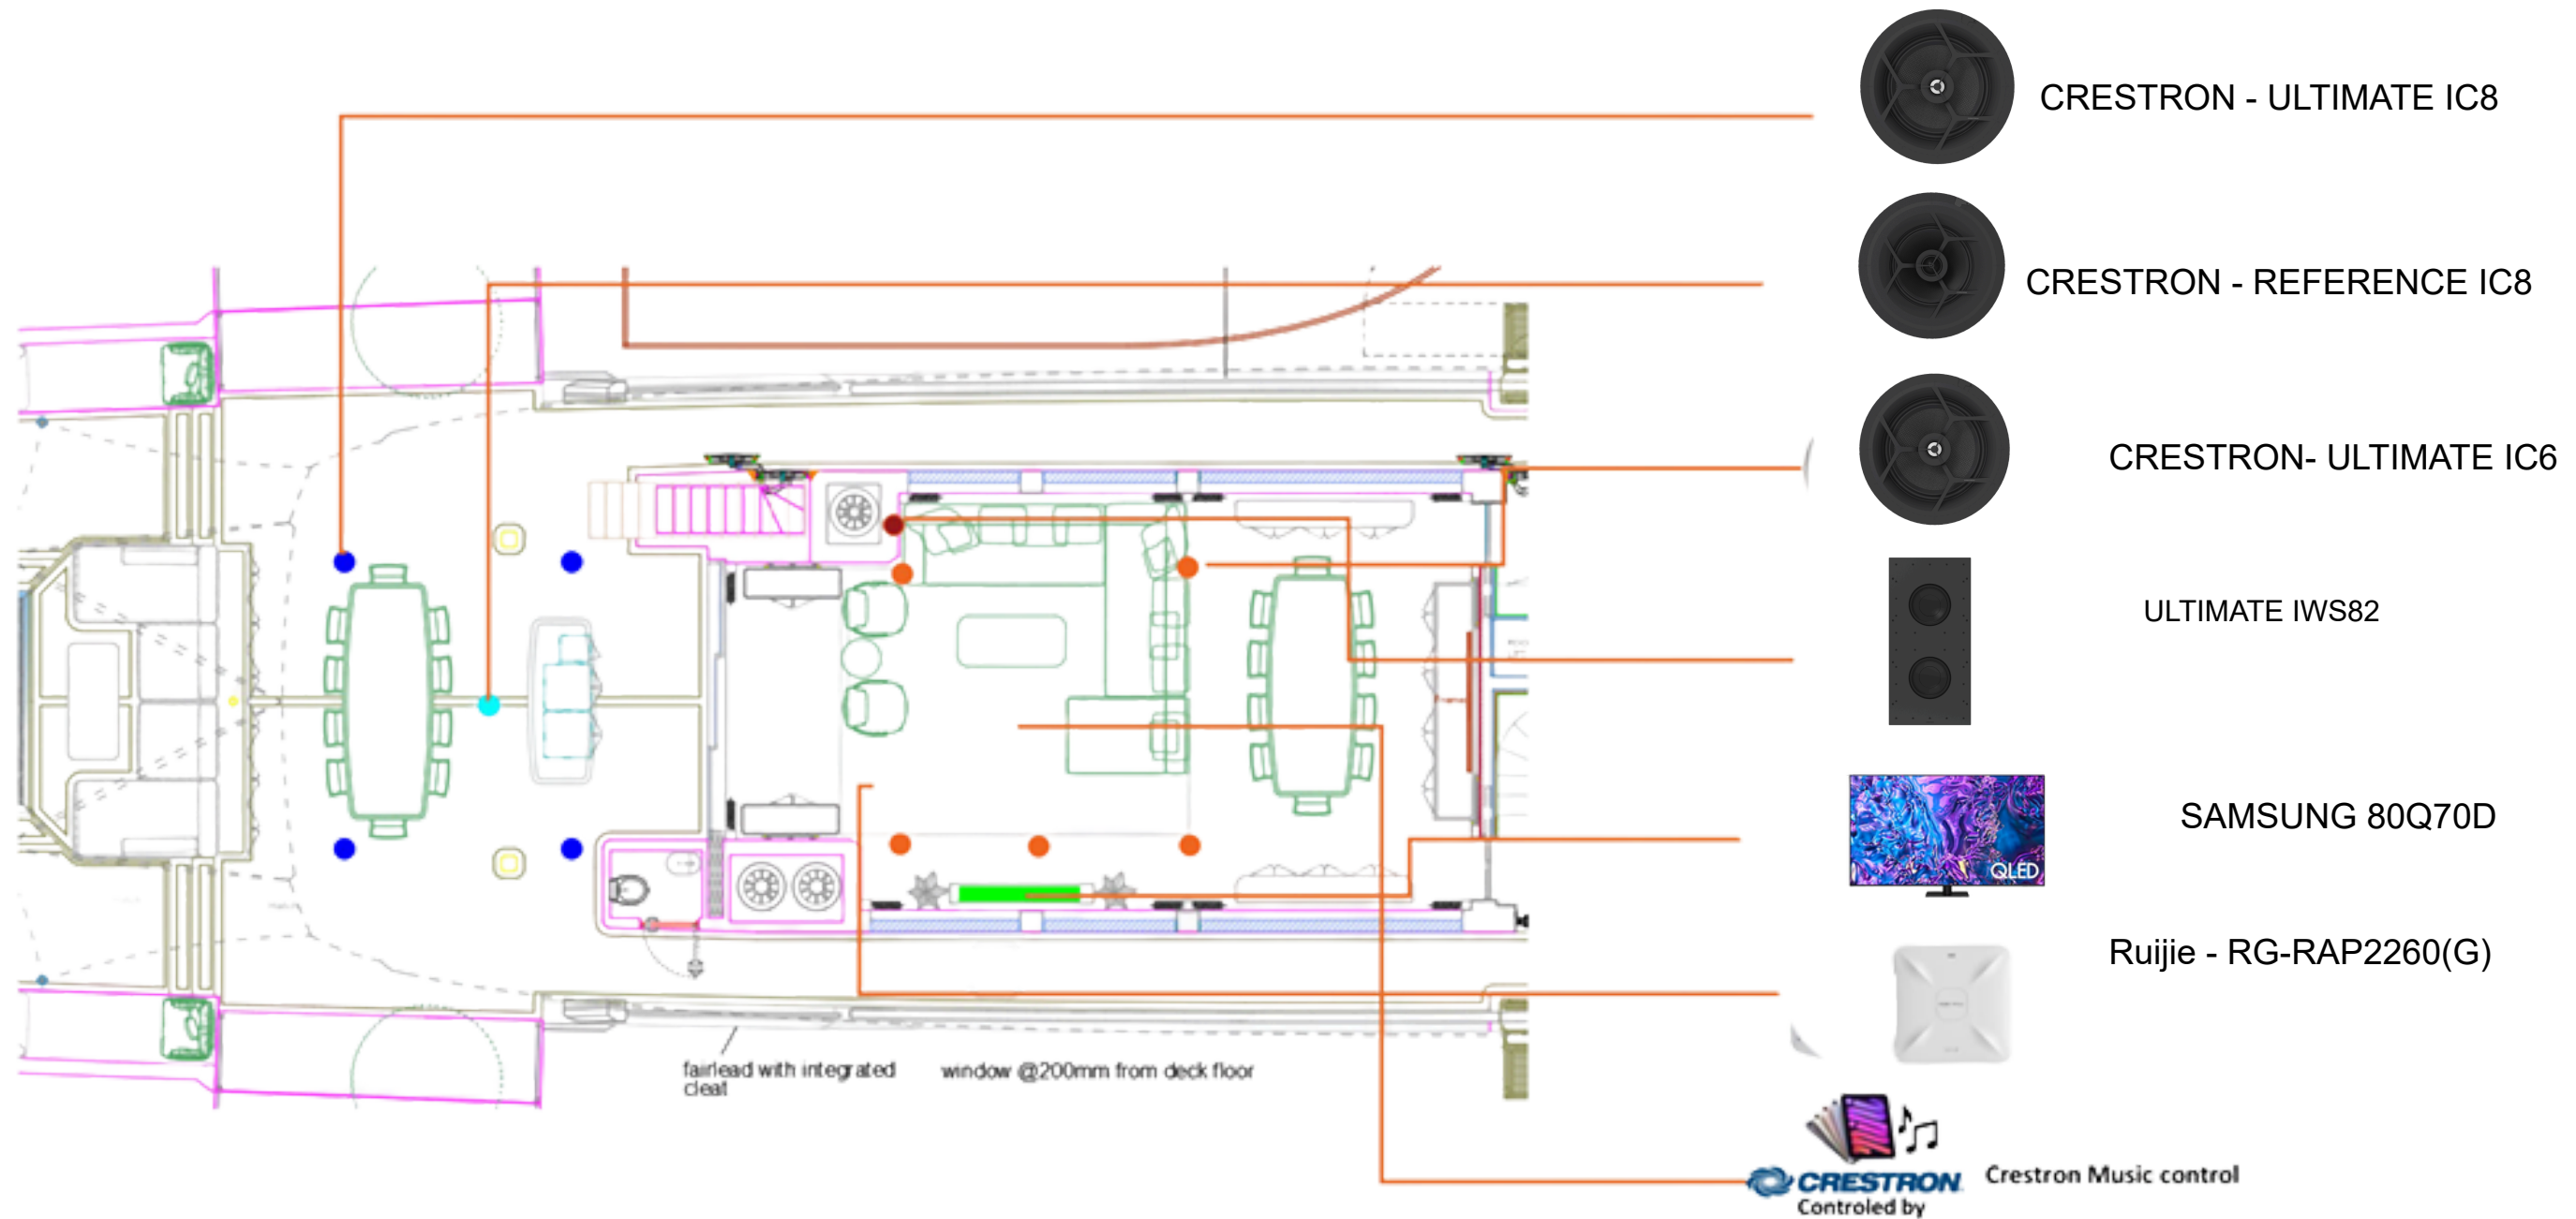 CRESTRON - ULTIMATE IC8
CRESTRON - REFERENCE IC8
CRESTRON- ULTIMATE IC6
ULTIMATE IWS82
SAMSUNG 80Q70D
QLED
Ruijie - RG-RAP2260(G)
fairlead with integrated
cleat
window @200mm from deck floor
CRESTRON
Controled by
Crestron Music control